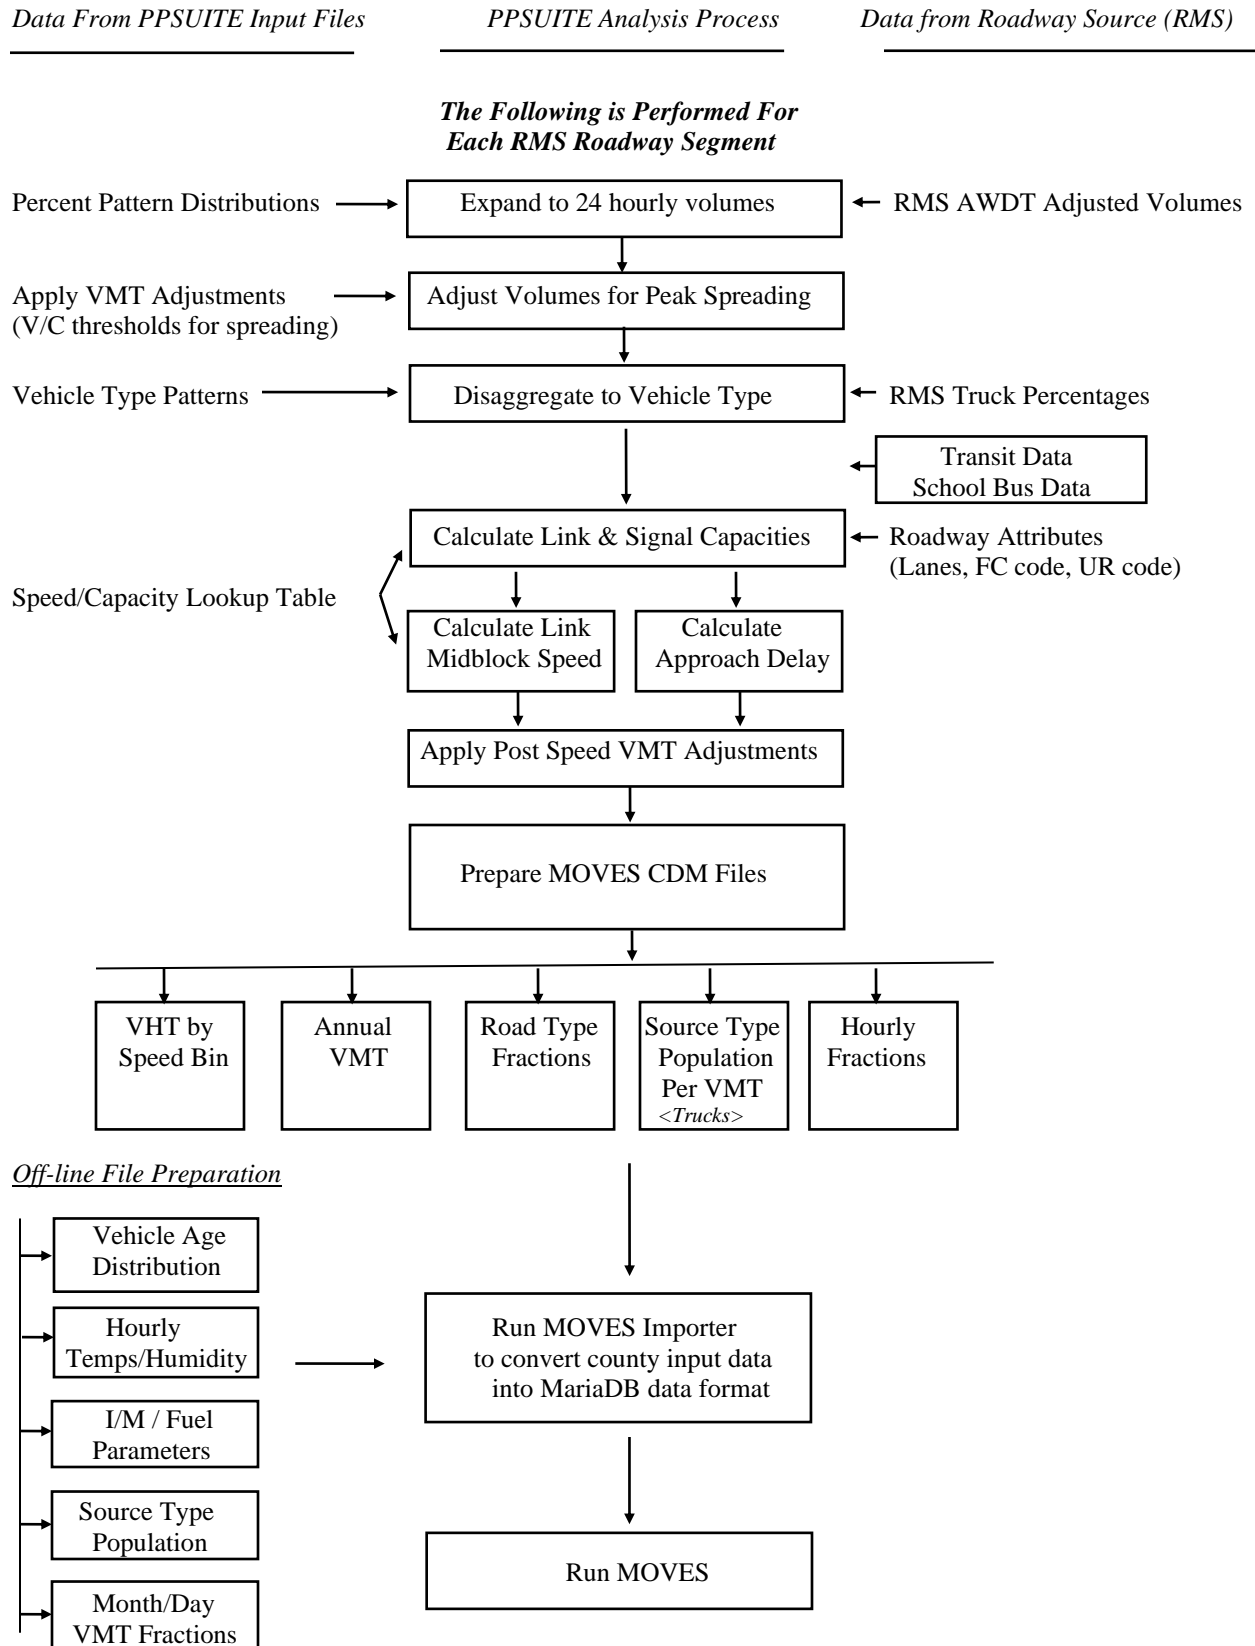 Data From PPSUITE Input Files
PPSUITE Analysis Process
Data from Roadway Source (RMS)
The Following is Performed For
Each RMS Roadway Segment
Percent Pattern Distributions
Expand to 24 hourly volumes
RMS AWDT Adjusted Volumes
Apply VMT Adjustments
(V/C thresholds for spreading)
Adjust Volumes for Peak Spreading
Vehicle Type Patterns
Disaggregate to Vehicle Type
RMS Truck Percentages
Transit Data
School Bus Data
Calculate Link & Signal Capacities
Roadway Attributes
(Lanes, FC code, UR code)
Speed/Capacity Lookup Table
Calculate Link
Midblock Speed
Calculate
Approach Delay
Apply Post Speed VMT Adjustments
Prepare MOVES CDM Files
VHT by
Speed Bin
Annual
VMT
Road Type
Fractions
Source Type
Population
Per VMT
<Trucks>
Hourly
Fractions
Off-line File Preparation
Vehicle Age
Distribution
Hourly
Temps/Humidity
I/M / Fuel
Parameters
Source Type
Population
Month/Day
VMT Fractions
Run MOVES Importer
to convert county input data
into MariaDB data format
Run MOVES